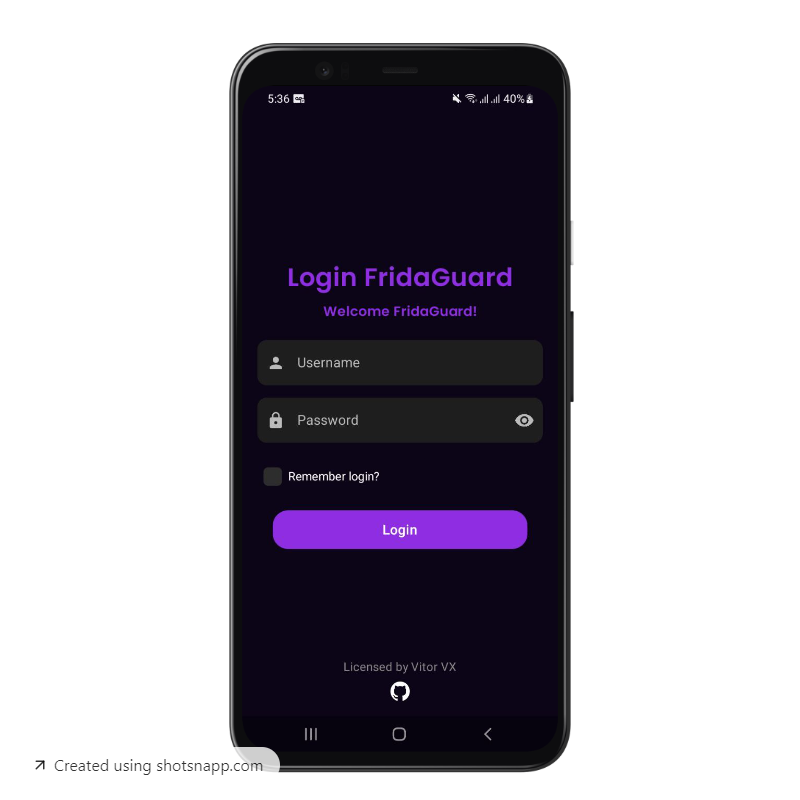 5:36 40%
Login FridaGuard
Welcome FridaGuard!
Username
Password
Remember login?
Login
Licensed by Vitor VX
Created using shotsnapp.com